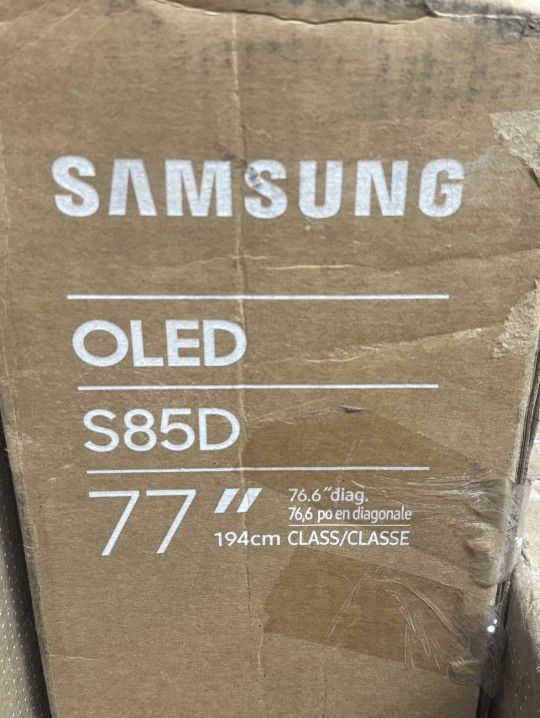 SAMSUNG
OLED
S85D
77" 76.6"diag.
76,6 po en diagonale
194cm CLASS/CLASSE